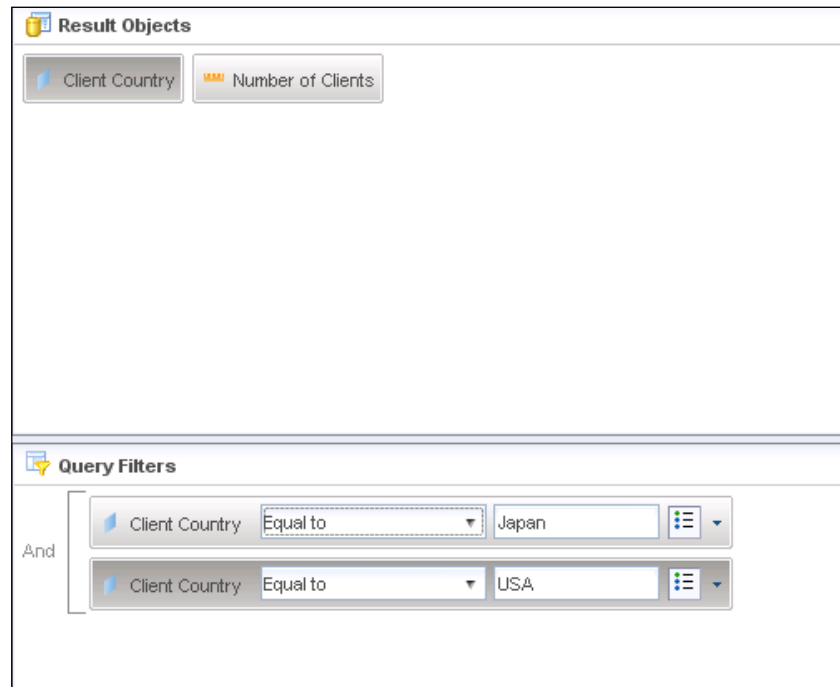 Result Objects
Client Country Number of Clients
Query Filters
Client Country Equal to Japan
And
Client Country Equal to USA